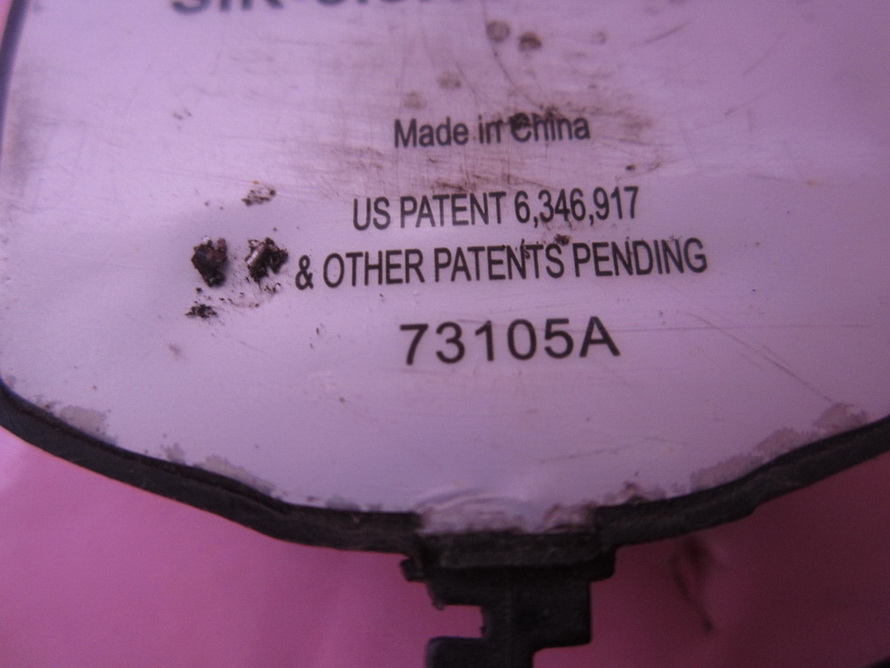 Made in China
US PATENT 6,346,917
& OTHER PATENTS PENDING
73105A